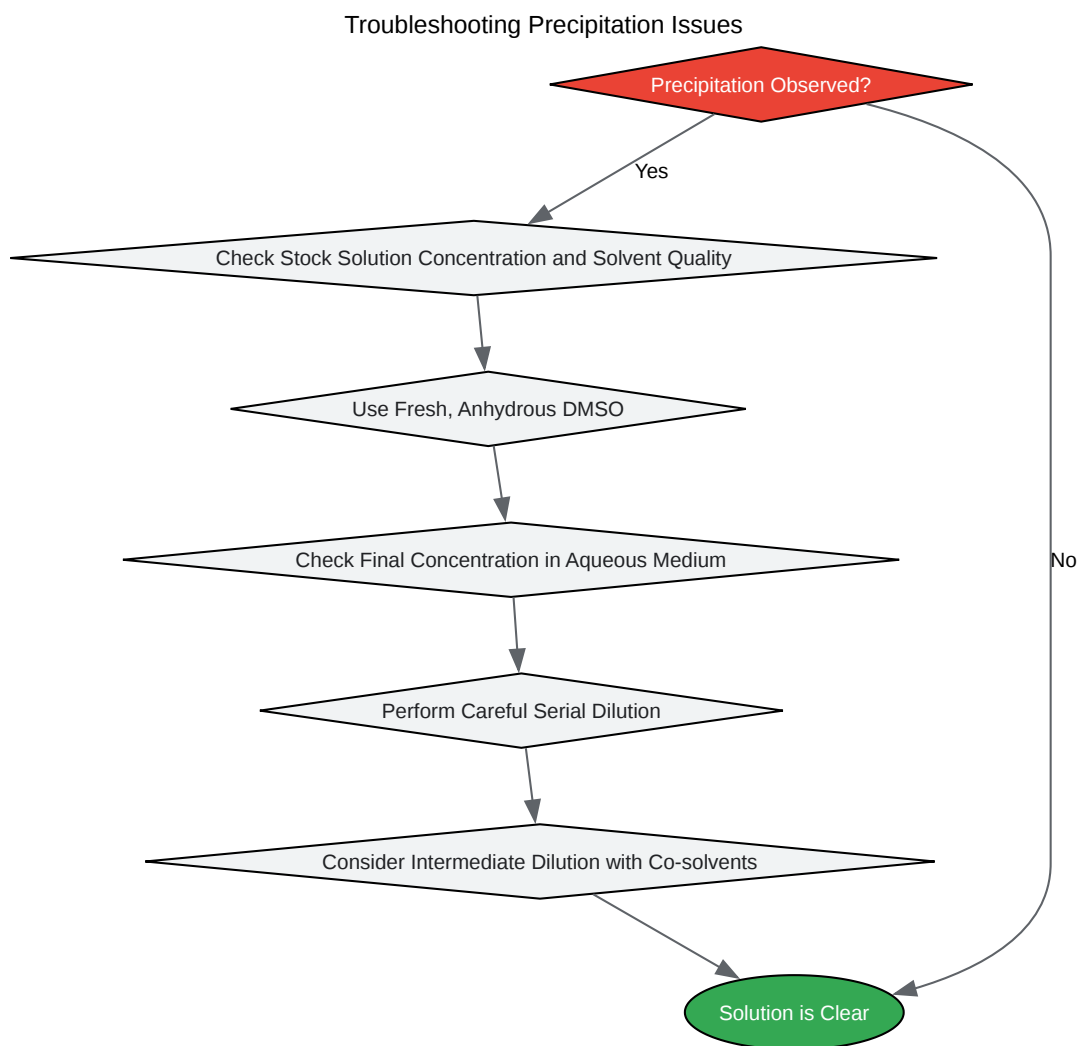 Troubleshooting Precipitation Issues
Precipitation Observed?
Yes
Check Stock Solution Concentration and Solvent Quality
Use Fresh, Anhydrous DMSO
Check Final Concentration in Aqueous Medium
No
Perform Careful Serial Dilution
Consider Intermediate Dilution with Co-solvents
Solution is Clear